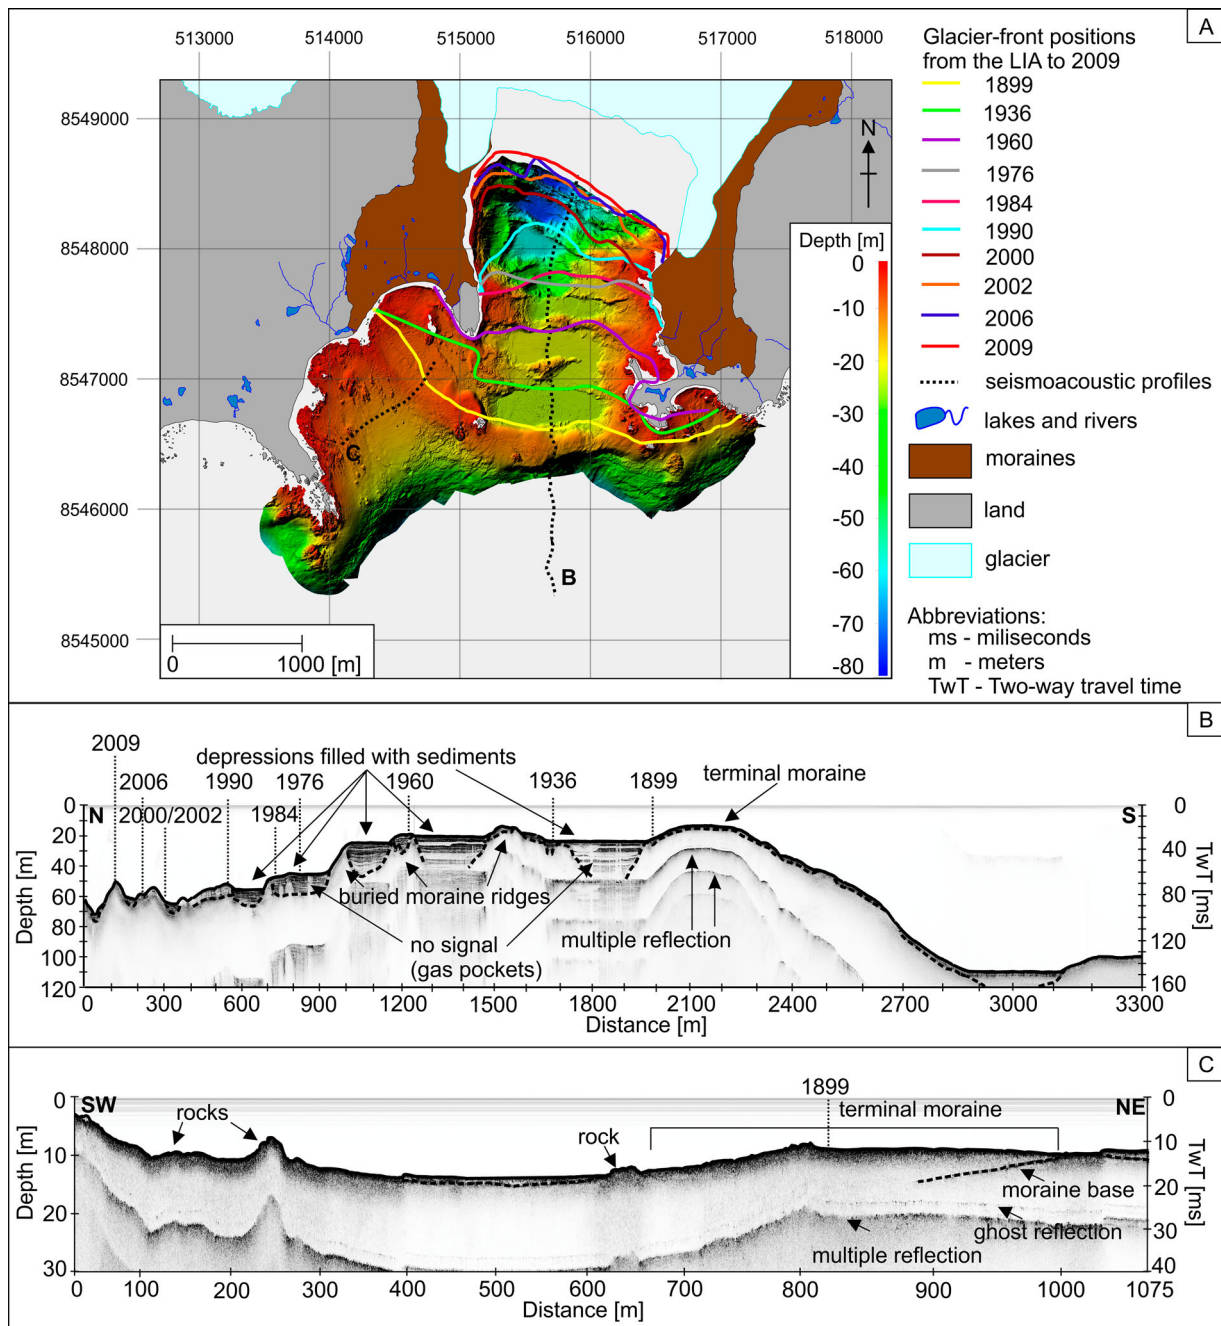 A
513000 514000 515000 516000 517000 518000
8549000
8548000
8547000
8546000
8545000
N
C
B
0 1000 [m]
Depth [m]
0
-10
-20
-30
-40
-50
-60
-70
-80
Glacier-front positions
from the LIA to 2009
1899
1936
1960
1976
1984
1990
2000
2002
2006
2009
seismoacoustic profiles
lakes and rivers
moraines
land
glacier
Abbreviations:
ms - miliseconds
m - meters
TwT - Two-way travel time
B
2009
depressions filled with sediments
2006 1990 1976 1960 1936 1899 terminal moraine
N 2000/2002 1984 S
buried moraine ridges
no signal
(gas pockets)
multiple reflection
Depth [m]
0
20
40
60
80
100
120
TwT [ms]
0
40
80
120
160
0 150 300 600 900 1200 1500 1800 2100 2400 2700 3000 3300
Distance [m]
C
1899
SW rocks rock terminal moraine NE
moraine base
ghost reflection
multiple reflection
Depth [m]
0
10
20
30
TwT [ms]
0
10
20
30
40
0 100 200 300 400 500 600 700 800 900 1000 1075
Distance [m]